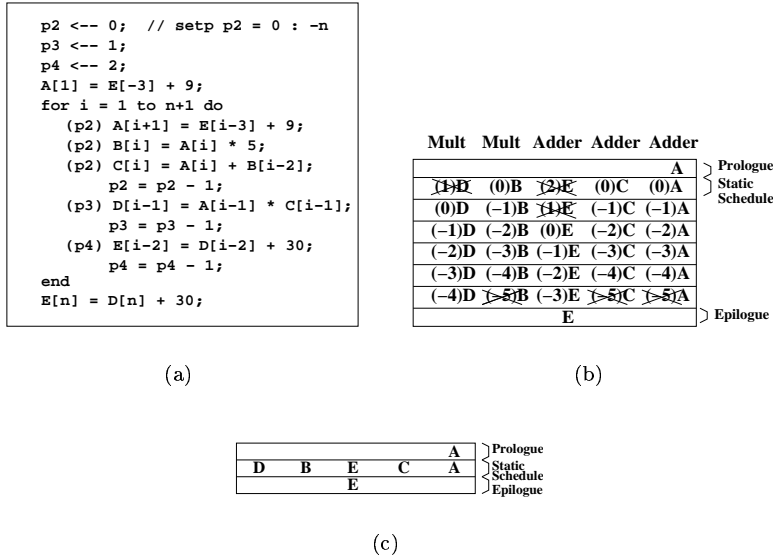 p2 <-- 0;  // setp p2 = 0 : -n
p3 <-- 1;
p4 <-- 2;
A[1] = E[-3] + 9;
for i = 1 to n+1 do
(p2) A[i+1] = E[i-3] + 9;
(p2) B[i] = A[i] * 5;
(p2) C[i] = A[i] + B[i-2];
p2 = p2 - 1;
(p3) D[i-1] = A[i-1] * C[i-1];
p3 = p3 - 1;
(p4) E[i-2] = D[i-2] + 30;
p4 = p4 - 1;
end
E[n] = D[n] + 30;
(a)
Mult Mult Adder Adder Adder
A Prologue
(1)D (0)B (2)E (0)C (0)A Static
Schedule
(0)D (-1)B (1)E (-1)C (-1)A
(-1)D (-2)B (0)E (-2)C (-2)A
(-2)D (-3)B (-1)E (-3)C (-3)A
(-3)D (-4)B (-2)E (-4)C (-4)A
(-4)D (-5)B (-3)E (-5)C (-5)A
E Epilogue
(b)
A Prologue
D B E C A Static
Schedule
E Epilogue
(c)